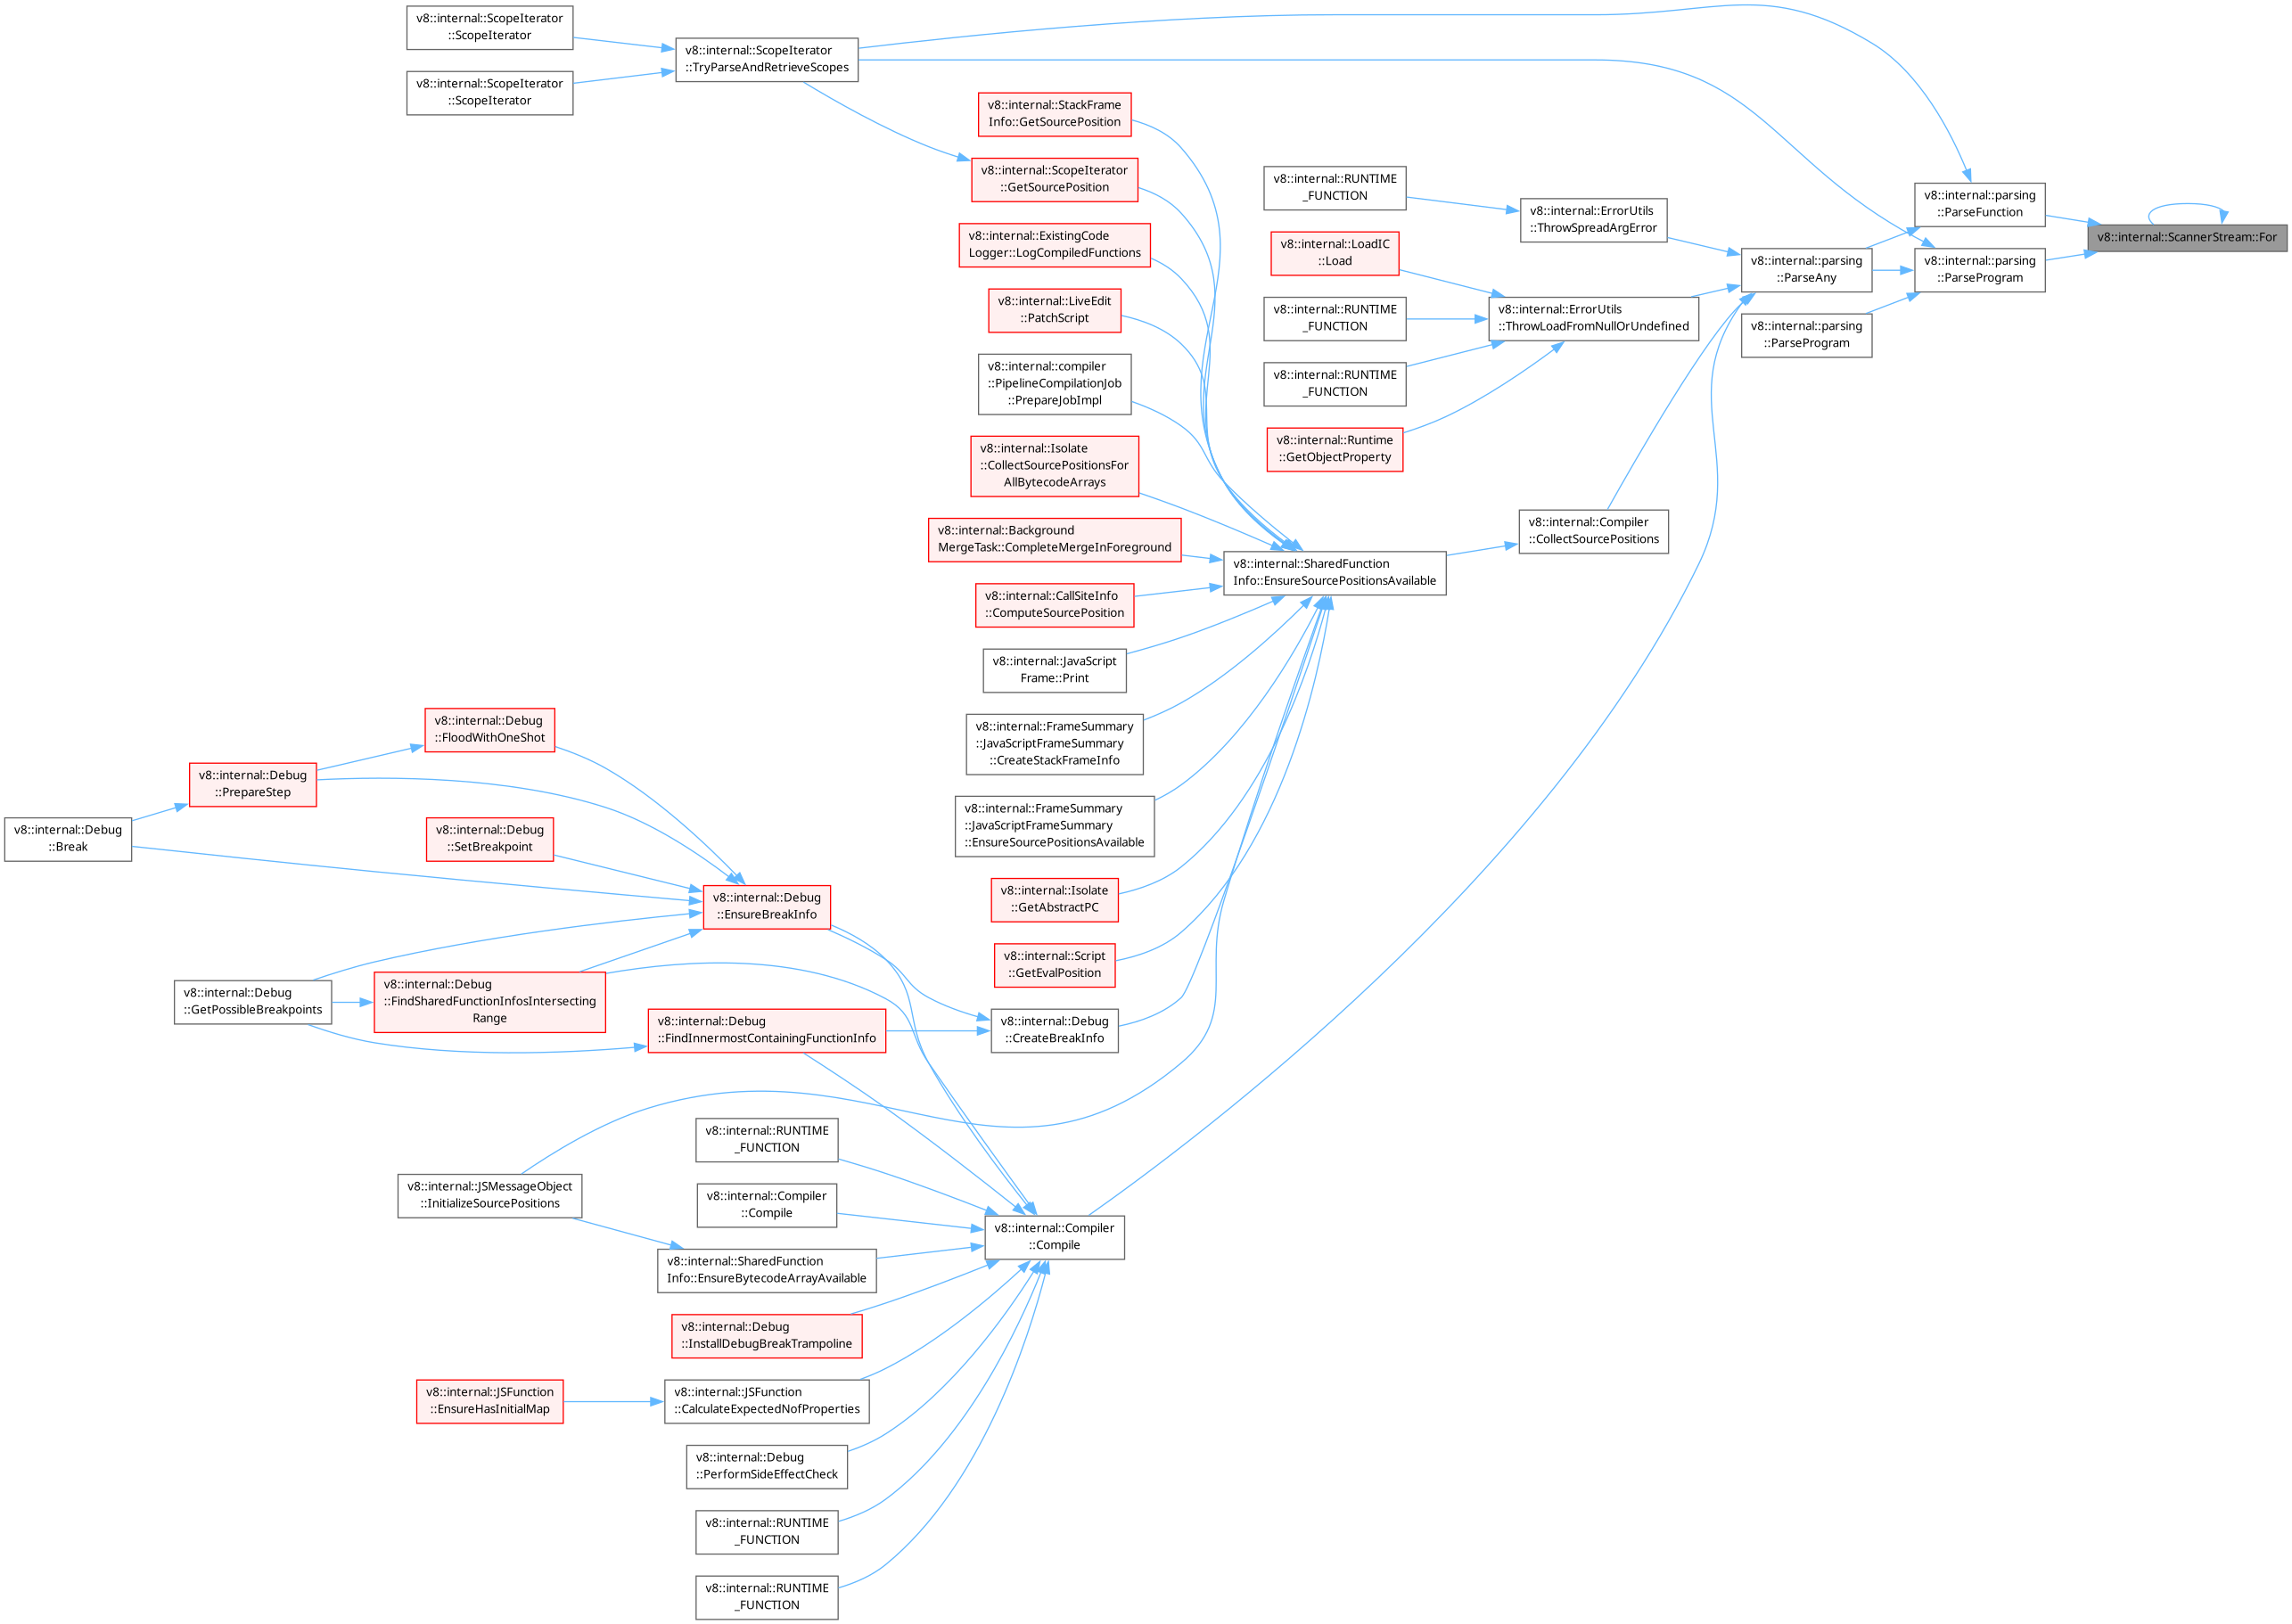 v8::internal::ScopeIterator
::ScopeIterator
v8::internal::ScopeIterator
::TryParseAndRetrieveScopes
v8::internal::ScopeIterator
::ScopeIterator
v8::internal::StackFrame
Info::GetSourcePosition
v8::internal::ScopeIterator
::GetSourcePosition
v8::internal::ExistingCode
Logger::LogCompiledFunctions
v8::internal::LiveEdit
::PatchScript
v8::internal::compiler
::PipelineCompilationJob
::PrepareJobImpl
v8::internal::Isolate
::CollectSourcePositionsFor
AllBytecodeArrays
v8::internal::Background
MergeTask::CompleteMergeInForeground
v8::internal::CallSiteInfo
::ComputeSourcePosition
v8::internal::JavaScript
Frame::Print
v8::internal::FrameSummary
::JavaScriptFrameSummary
::CreateStackFrameInfo
v8::internal::FrameSummary
::JavaScriptFrameSummary
::EnsureSourcePositionsAvailable
v8::internal::Isolate
::GetAbstractPC
v8::internal::Script
::GetEvalPosition
v8::internal::Debug
::CreateBreakInfo
v8::internal::RUNTIME
_FUNCTION
v8::internal::LoadIC
::Load
v8::internal::RUNTIME
_FUNCTION
v8::internal::RUNTIME
_FUNCTION
v8::internal::Runtime
::GetObjectProperty
v8::internal::ErrorUtils
::ThrowSpreadArgError
v8::internal::ErrorUtils
::ThrowLoadFromNullOrUndefined
v8::internal::parsing
::ParseFunction
v8::internal::ScannerStream::For
v8::internal::parsing
::ParseAny
v8::internal::parsing
::ParseProgram
v8::internal::parsing
::ParseProgram
v8::internal::Compiler
::CollectSourcePositions
v8::internal::SharedFunction
Info::EnsureSourcePositionsAvailable
v8::internal::Debug
::FloodWithOneShot
v8::internal::Debug
::PrepareStep
v8::internal::Debug
::Break
v8::internal::Debug
::SetBreakpoint
v8::internal::Debug
::EnsureBreakInfo
v8::internal::Debug
::GetPossibleBreakpoints
v8::internal::Debug
::FindSharedFunctionInfosIntersecting
Range
v8::internal::Debug
::FindInnermostContainingFunctionInfo
v8::internal::RUNTIME
_FUNCTION
v8::internal::JSMessageObject
::InitializeSourcePositions
v8::internal::Compiler
::Compile
v8::internal::Compiler
::Compile
v8::internal::SharedFunction
Info::EnsureBytecodeArrayAvailable
v8::internal::Debug
::InstallDebugBreakTrampoline
v8::internal::JSFunction
::EnsureHasInitialMap
v8::internal::JSFunction
::CalculateExpectedNofProperties
v8::internal::Debug
::PerformSideEffectCheck
v8::internal::RUNTIME
_FUNCTION
v8::internal::RUNTIME
_FUNCTION